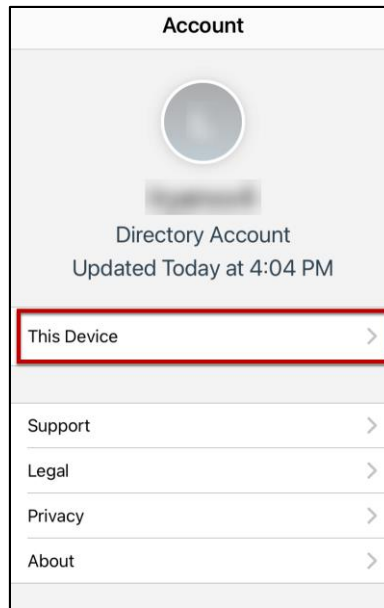 Account
Directory Account
Updated Today at 4:04 PM
This Device
Support
Legal
Privacy
About